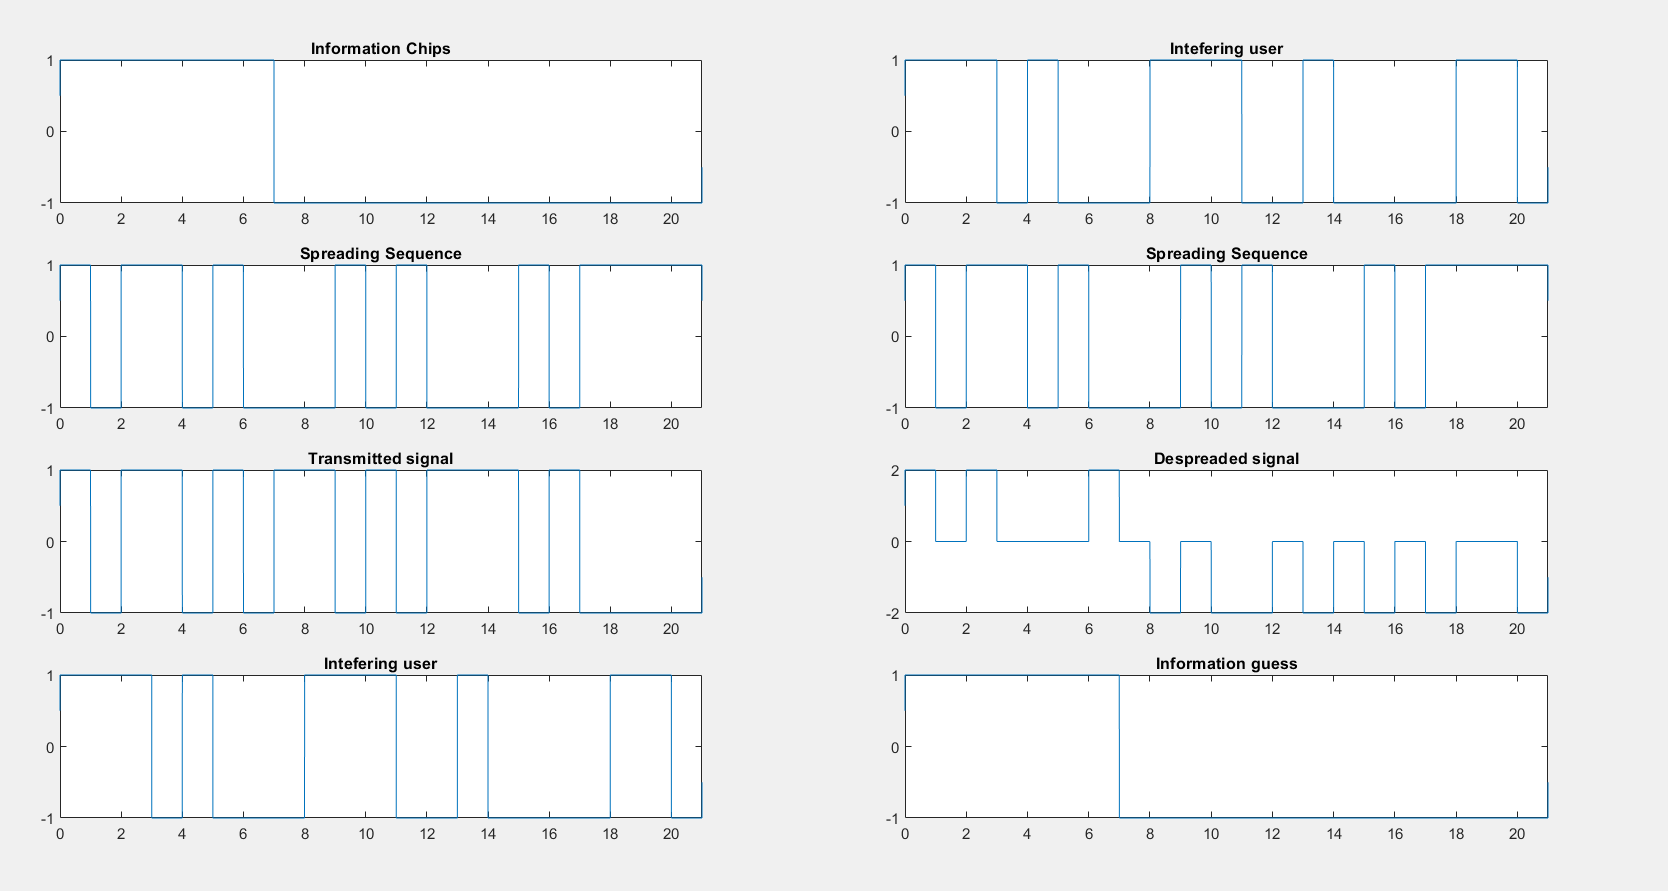 Information Chips
1
0
-1
0 2 4 6 8 10 12 14 16 18 20
Intefering user
1
0
-1
0 2 4 6 8 10 12 14 16 18 20
Spreading Sequence
1
0
-1
0 2 4 6 8 10 12 14 16 18 20
Spreading Sequence
1
0
-1
0 2 4 6 8 10 12 14 16 18 20
Transmitted signal
1
0
-1
0 2 4 6 8 10 12 14 16 18 20
Despreaded signal
2
0
-2
0 2 4 6 8 10 12 14 16 18 20
Intefering user
1
0
-1
0 2 4 6 8 10 12 14 16 18 20
Information guess
1
0
-1
0 2 4 6 8 10 12 14 16 18 20